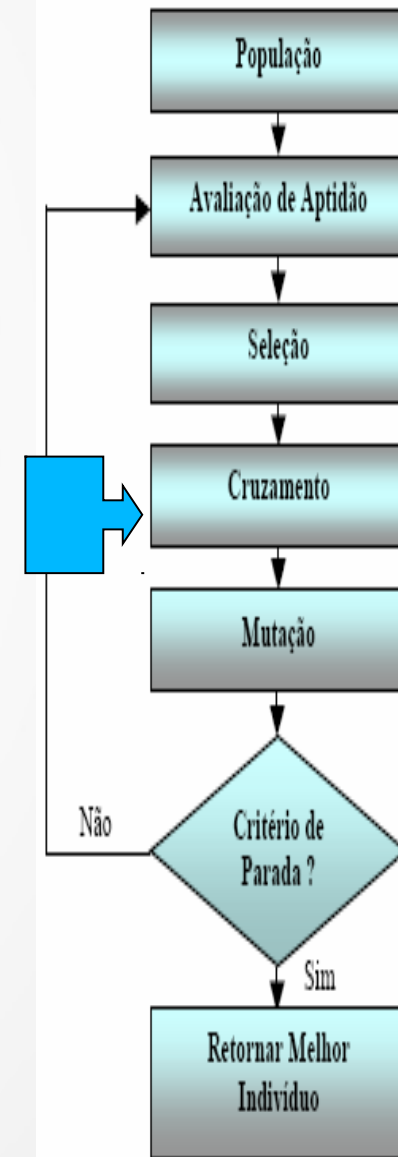 População
Avaliação de Aptidão
Seleção
Cruzamento
Mutação
Não
Critério de
Parada ?
Sim
Retornar Melhor
Indivíduo